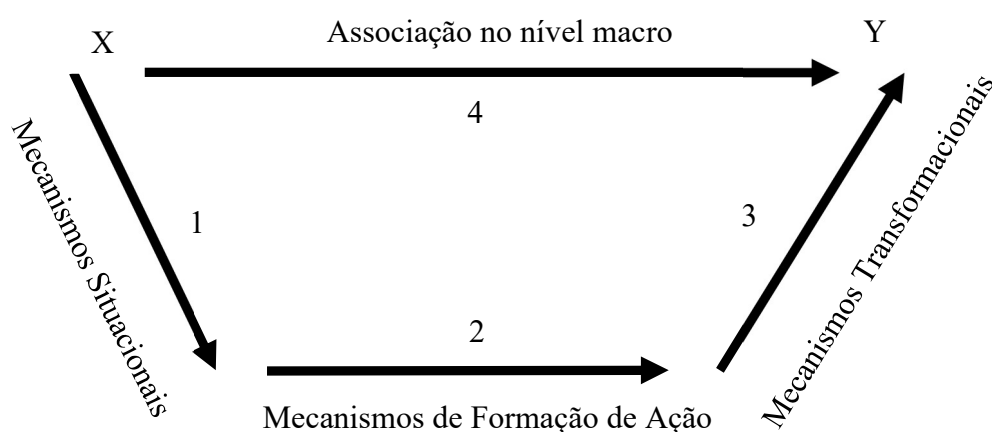 Associação no nível macro
X
Y
4
Mecanismos Situacionais
1
3
Mecanismos Transformacionais
2
Mecanismos de Formação de Ação